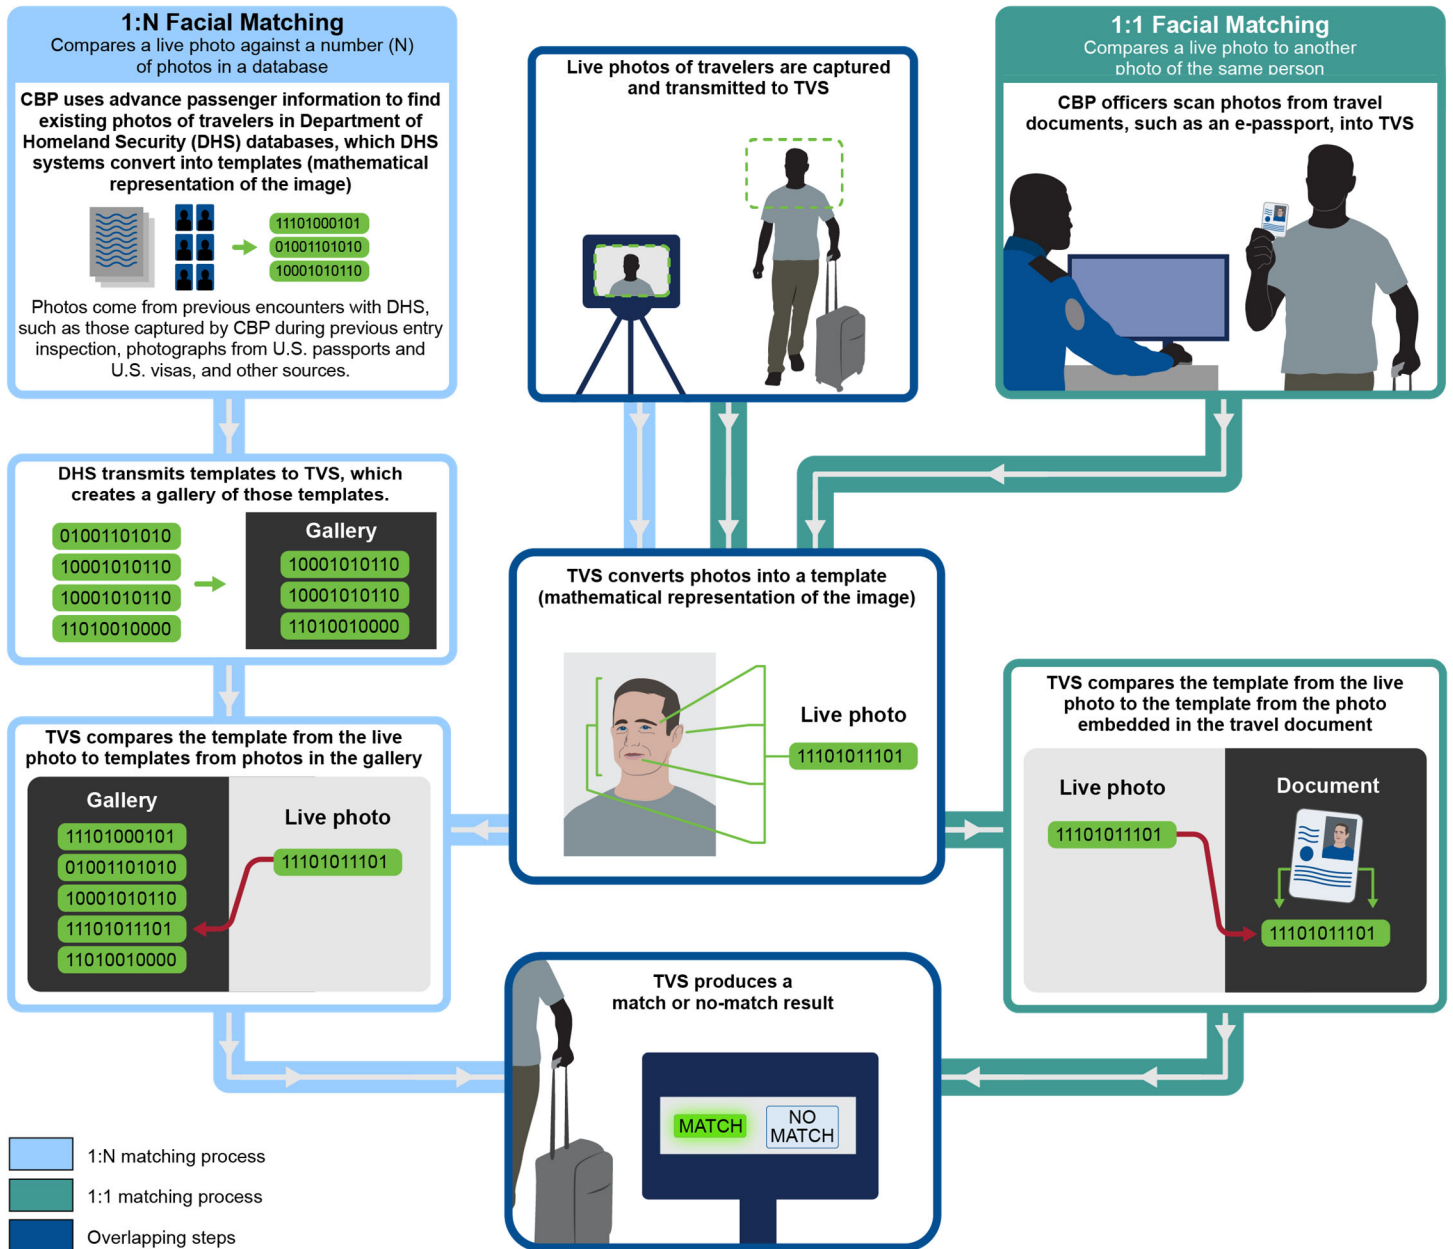 1:N Facial Matching
Compares a live photo against a number (N)
of photos in a database
CBP uses advance passenger information to find
existing photos of travelers in Department of
Homeland Security (DHS) databases, which DHS
systems convert into templates (mathematical
representation of the image)
11101000101
01001101010
10001010110
Photos come from previous encounters with DHS,
such as those captured by CBP during previous entry
inspection, photographs from U.S. passports and
U.S. visas, and other sources.
Live photos of travelers are captured
and transmitted to TVS
1:1 Facial Matching
Compares a live photo to another
photo of the same person
CBP officers scan photos from travel
documents, such as an e-passport, into TVS
DHS transmits templates to TVS, which
creates a gallery of those templates.
01001101010
10001010110
10001010110
11010010000
Gallery
10001010110
10001010110
11010010000
TVS converts photos into a template
(mathematical representation of the image)
Live photo
11101011101
TVS compares the template from the live
photo to templates from photos in the gallery
Gallery
11101000101
01001101010
10001010110
11101011101
11010010000
Live photo
11101011101
TVS compares the template from the live
photo to the template from the photo
embedded in the travel document
Live photo
11101011101
Document
11101011101
TVS produces a
match or no-match result
MATCH
NO
MATCH
1:N matching process
1:1 matching process
Overlapping steps